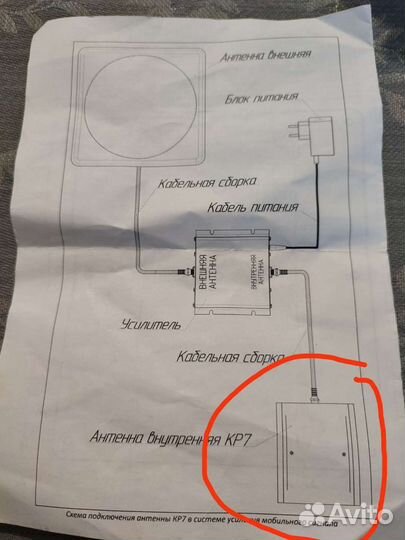 Антенна внешняя
Блок питания
Кабельная сборка
Кабель питания
ВНЕШНЯЯ
АНТЕННА
ВНУТРЕННЯЯ
АНТЕННА
Усилитель
Кабельная сборка
Антенна внутренняя КР7
Схема подключения антенны КР7 в системе усиления мобильного сигнала
Avito